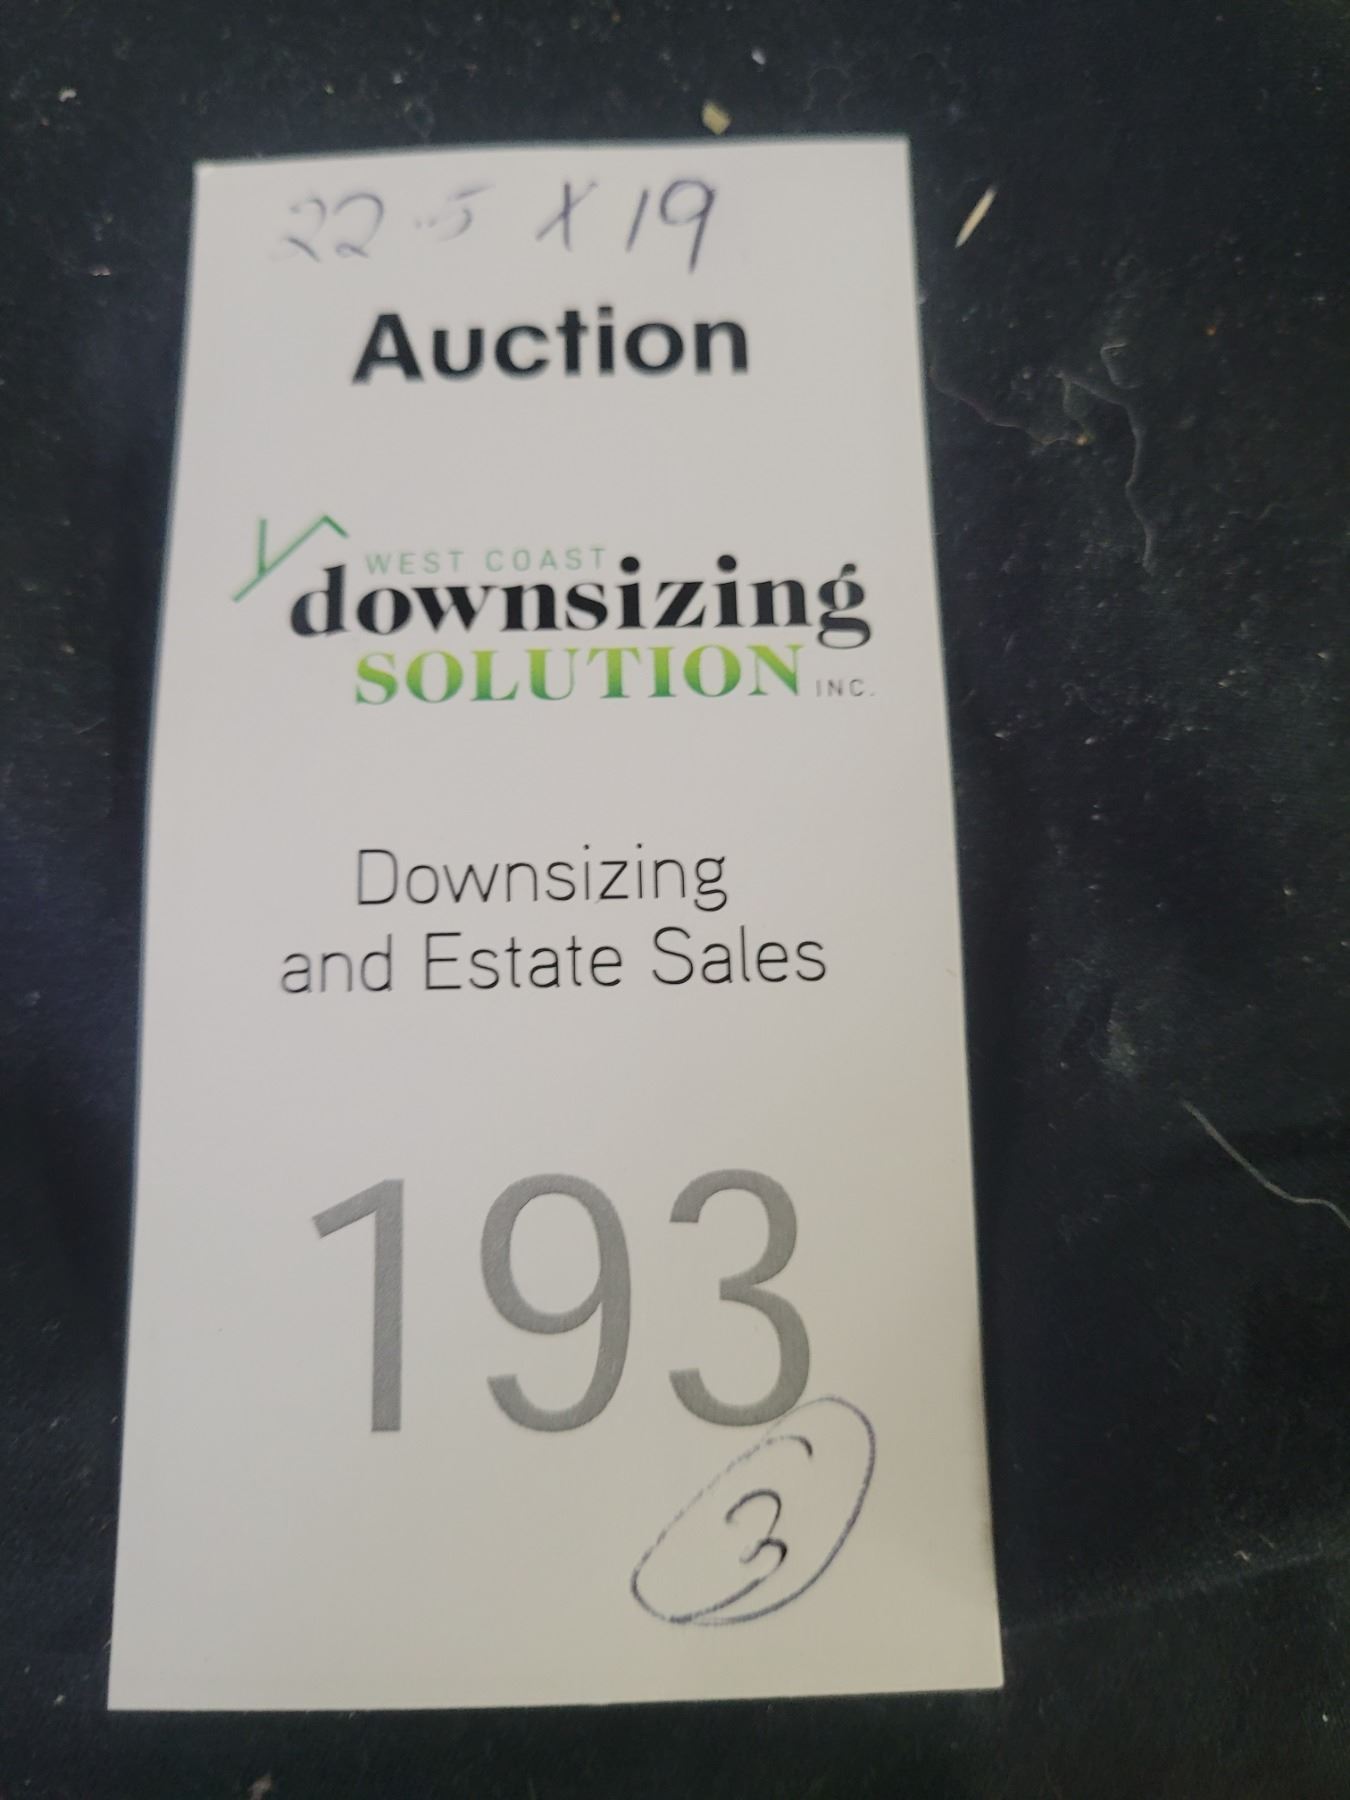 22.5 X 19
Auction
WEST COAST
downsizing
SOLUTION INC.
Downsizing
and Estate Sales
193
3